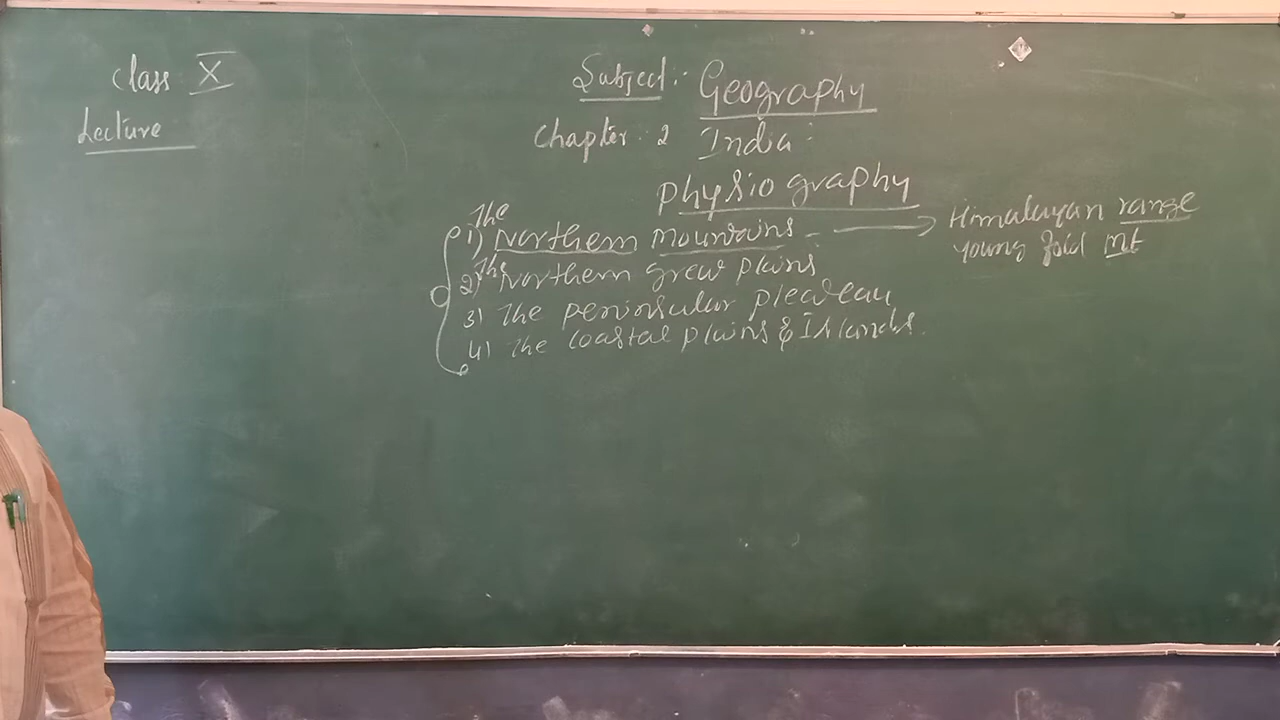 Class X
Lecture
Subject:- Geography
Chapter: 2 India:
Physiography
1) The Northern mountains - → Himalayan range
young fold Mt
2) The Northern great plains
3) The peninsular pleateau
4) The Coastal plains & Islands.